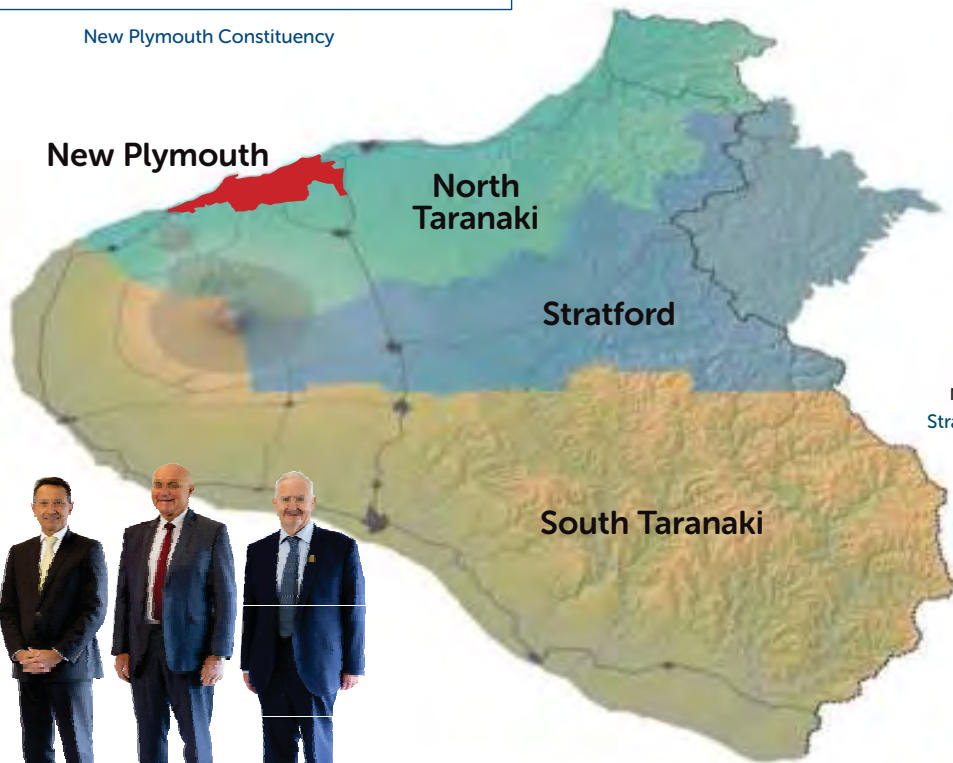 New Plymouth Constituency
New Plymouth
North
Taranaki
Stratford
South Taranaki